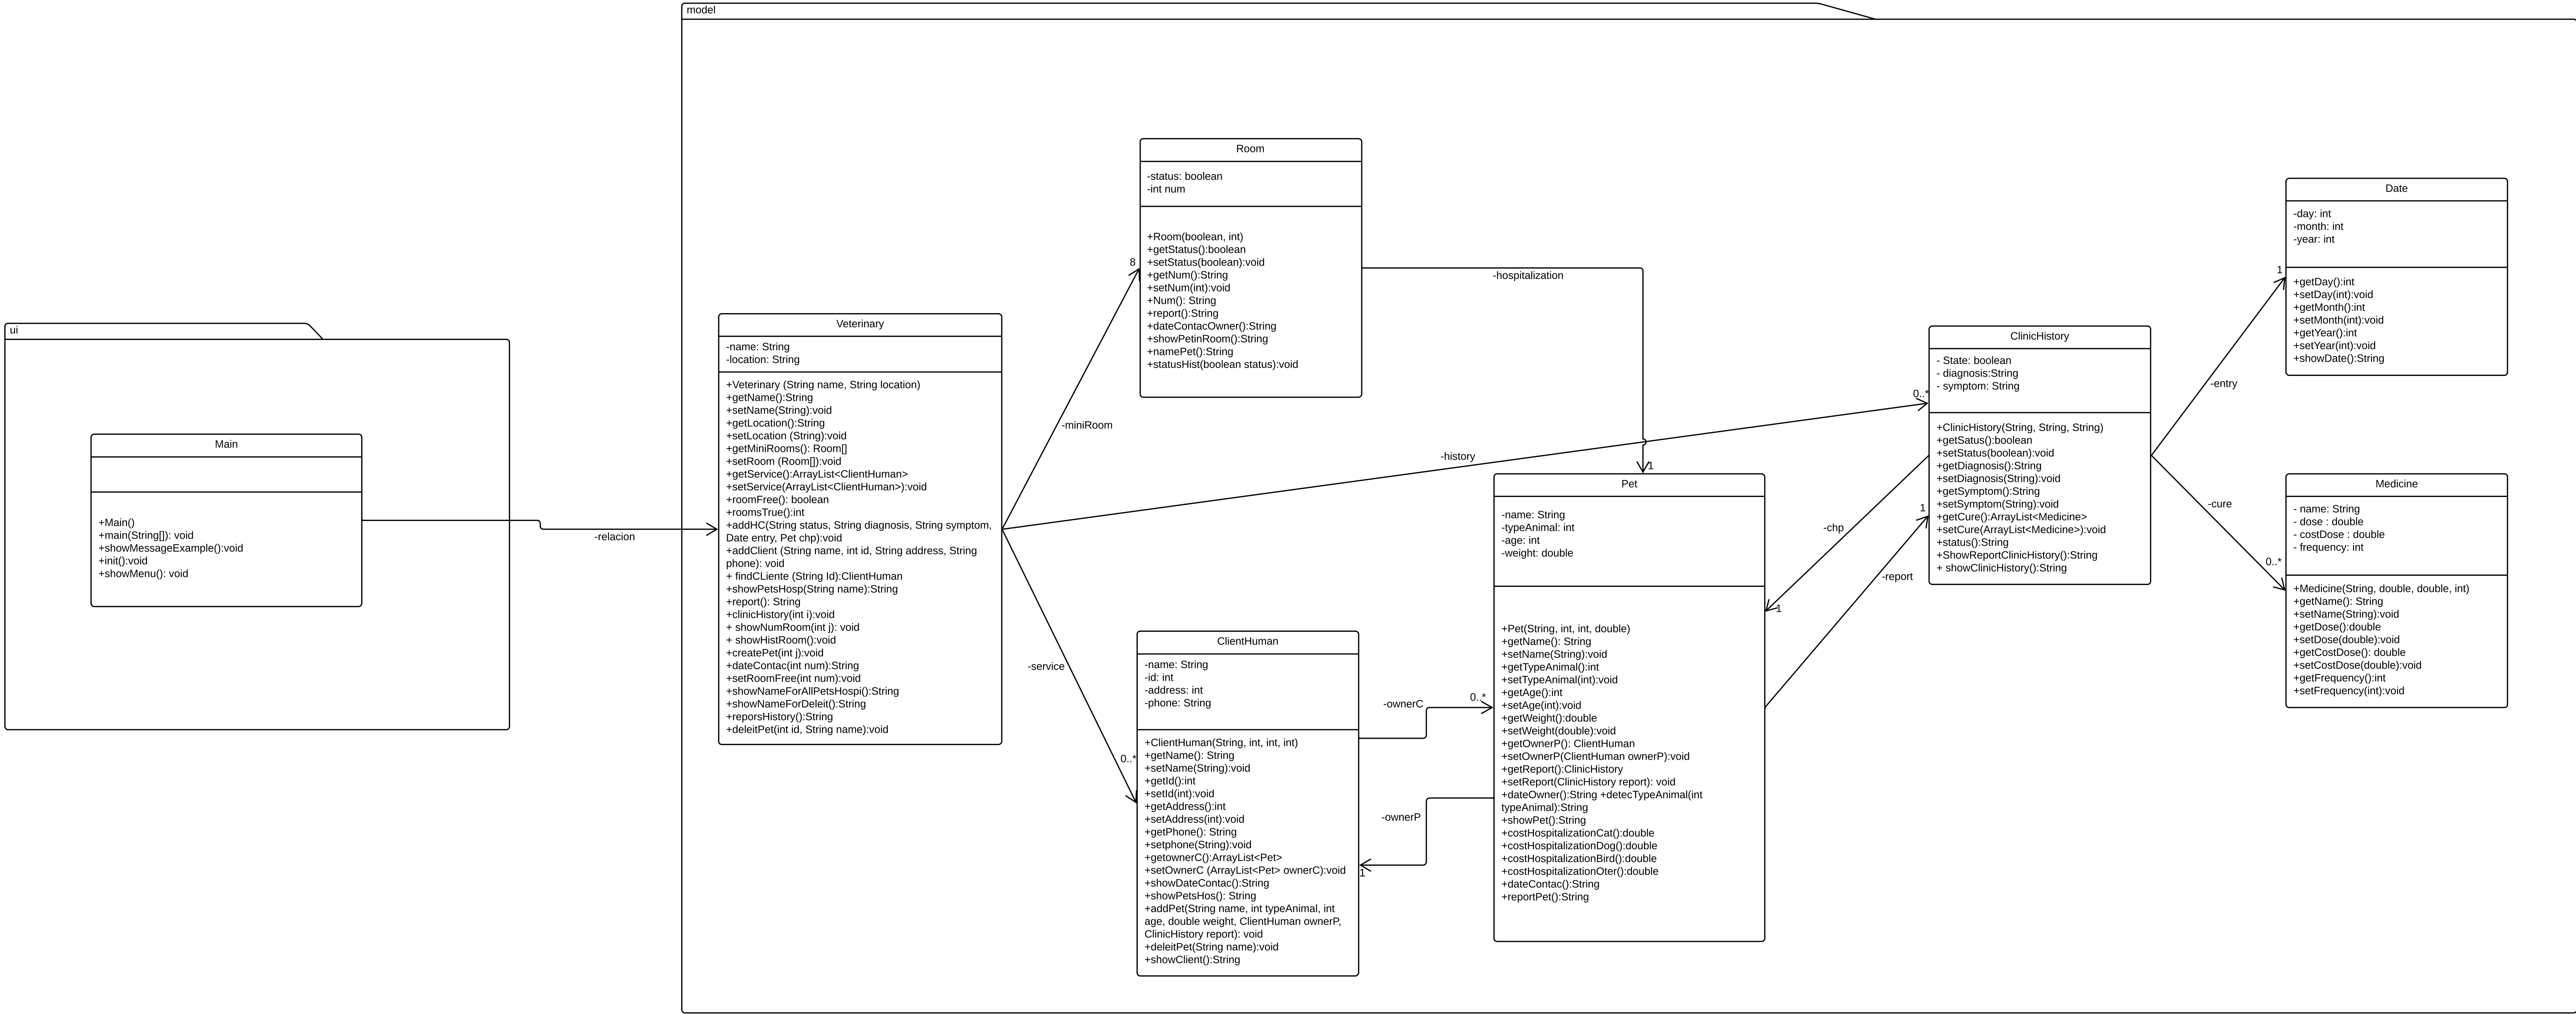 model
ui
Main
+Main()
+main(String[]): void
+showMessageExample():void
+init():void
+showMenu(): void
-relacion
Veterinary
-name: String
-location: String
+Veterinary (String name, String location)
+getName():String
+setName(String):void
+getLocation():String
+setLocation (String):void
+getMiniRooms(): Room[]
+setRoom (Room[]):void
+getService():ArrayList<ClientHuman>
+setService(ArrayList<ClientHuman>):void
+roomFree(): boolean
+roomsTrue():int
+addHC(String status, String diagnosis, String symptom,
Date entry, Pet chp):void
+addClient (String name, int id, String address, String
phone): void
+ findCLiente (String Id):ClientHuman
+showPetsHosp(String name):String
+report(): String
+clinicHistory(int i):void
+ showNumRoom(int j): void
+ showHistRoom():void
+createPet(int j):void
+dateContac(int num):String
+setRoomFree(int num):void
+showNameForAllPetsHospi():String
+showNameForDeleit():String
+reporsHistory():String
+deleitPet(int id, String name):void
8
-miniRoom
-history
0..*
-service
0..*
Room
-status: boolean
-int num
+Room(boolean, int)
+getStatus():boolean
+setStatus(boolean):void
+getNum():String
+setNum(int):void
+Num(): String
+report():String
+dateContacOwner():String
+showPetinRoom():String
+namePet():String
+statusHist(boolean status):void
-hospitalization
1
ClientHuman
-name: String
-id: int
-address: int
-phone: String
+ClientHuman(String, int, int, int)
+getName(): String
+setName(String):void
+getId():int
+setId(int):void
+getAddress():int
+setAddress(int):void
+getPhone(): String
+setphone(String):void
+getownerC():ArrayList<Pet>
+setOwnerC (ArrayList<Pet> ownerC):void
+showDateContac():String
+showPetsHos(): String
+addPet(String name, int typeAnimal, int
age, double weight, ClientHuman ownerP,
ClinicHistory report): void
+deleitPet(String name):void
+showClient():String
-ownerC
0..*
-ownerP
1
Pet
-name: String
-typeAnimal: int
-age: int
-weight: double
+Pet(String, int, int, double)
+getName(): String
+setName(String):void
+getTypeAnimal():int
+setTypeAnimal(int):void
+getAge():int
+setAge(int):void
+getWeight():double
+setWeight(double):void
+getOwnerP(): ClientHuman
+setOwnerP(ClientHuman ownerP):void
+getReport():ClinicHistory
+setReport(ClinicHistory report): void
+dateOwner():String +detecTypeAnimal(int
typeAnimal):String
+showPet():String
+costHospitalizationCat():double
+costHospitalizationDog():double
+costHospitalizationBird():double
+costHospitalizationOter():double
+dateContac():String
+reportPet():String
-chp
1
-report
1
ClinicHistory
- State: boolean
- diagnosis:String
- symptom: String
+ClinicHistory(String, String, String)
+getSatus():boolean
+setStatus(boolean):void
+getDiagnosis():String
+setDiagnosis(String):void
+getSymptom():String
+setSymptom(String):void
+getCure():ArrayList<Medicine>
+setCure(ArrayList<Medicine>):void
+status():String
+ShowReportClinicHistory():String
+ showClinicHistory():String
-entry
1
-cure
0..*
Date
-day: int
-month: int
-year: int
+getDay():int
+setDay(int):void
+getMonth():int
+setMonth(int):void
+getYear():int
+setYear(int):void
+showDate():String
Medicine
- name: String
- dose : double
- costDose : double
- frequency: int
+Medicine(String, double, double, int)
+getName(): String
+setName(String):void
+getDose():double
+setDose(double):void
+getCostDose(): double
+setCostDose(double):void
+getFrequency():int
+setFrequency(int):void